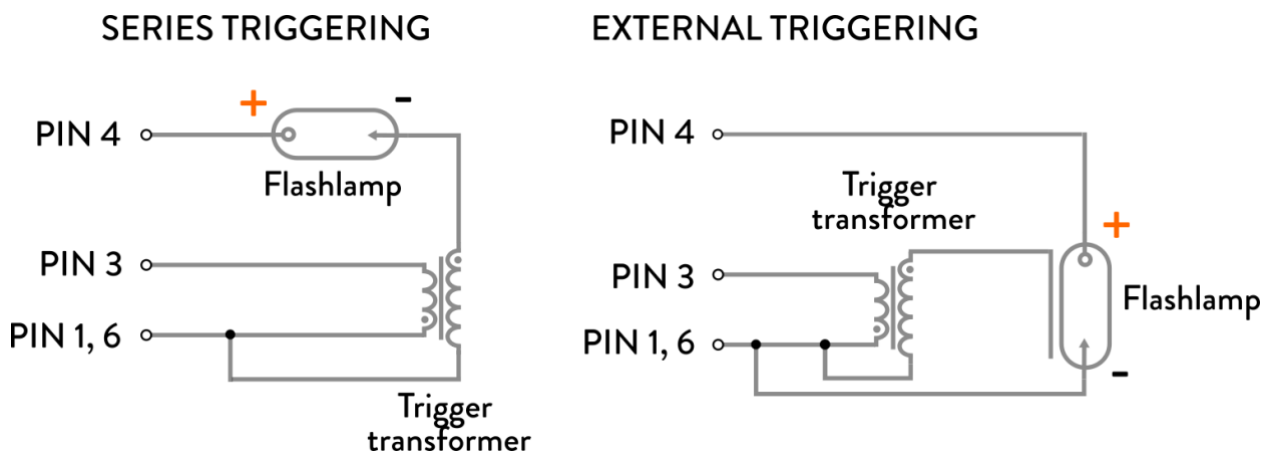 SERIES TRIGGERING
+
-
PIN 4
Flashlamp
PIN 3
PIN 1, 6
Trigger
transformer
EXTERNAL TRIGGERING
PIN 4
Trigger
transformer
+
PIN 3
Flashlamp
PIN 1, 6
-